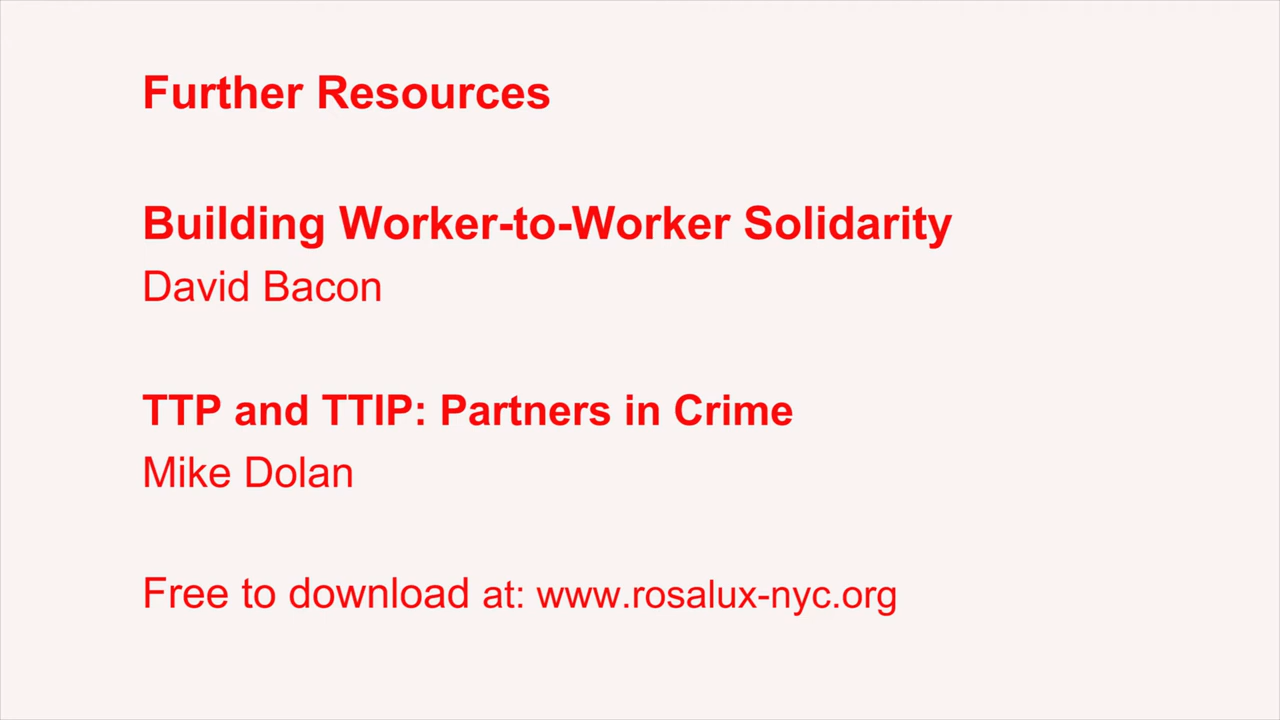 Further Resources
Building Worker-to-Worker Solidarity
David Bacon
TTP and TTIP: Partners in Crime
Mike Dolan
Free to download at: www.rosalux-nyc.org